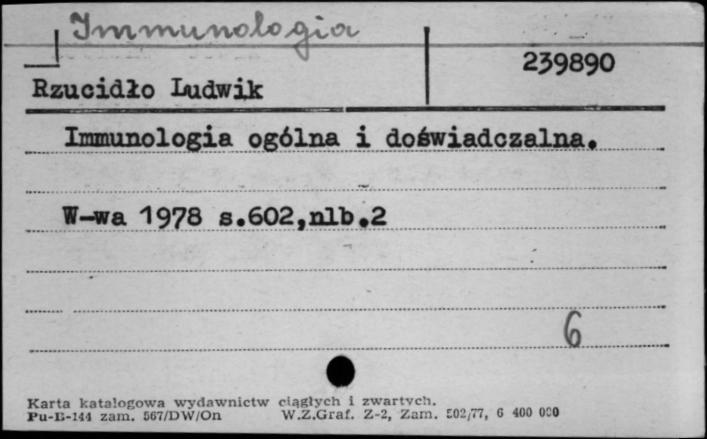 Immunologia
239890
Rzucidło Ludwik
Immunologia ogólna i doświadczalna.
W-wa 1978 s.602,nlb.2
6
Karta katalogowa wydawnictw ciągłych i zwartych.
Pu-B-144 zam. 567/DW/On W.Z.Graf. Z-2, Zam. 502/77, 6 400 000